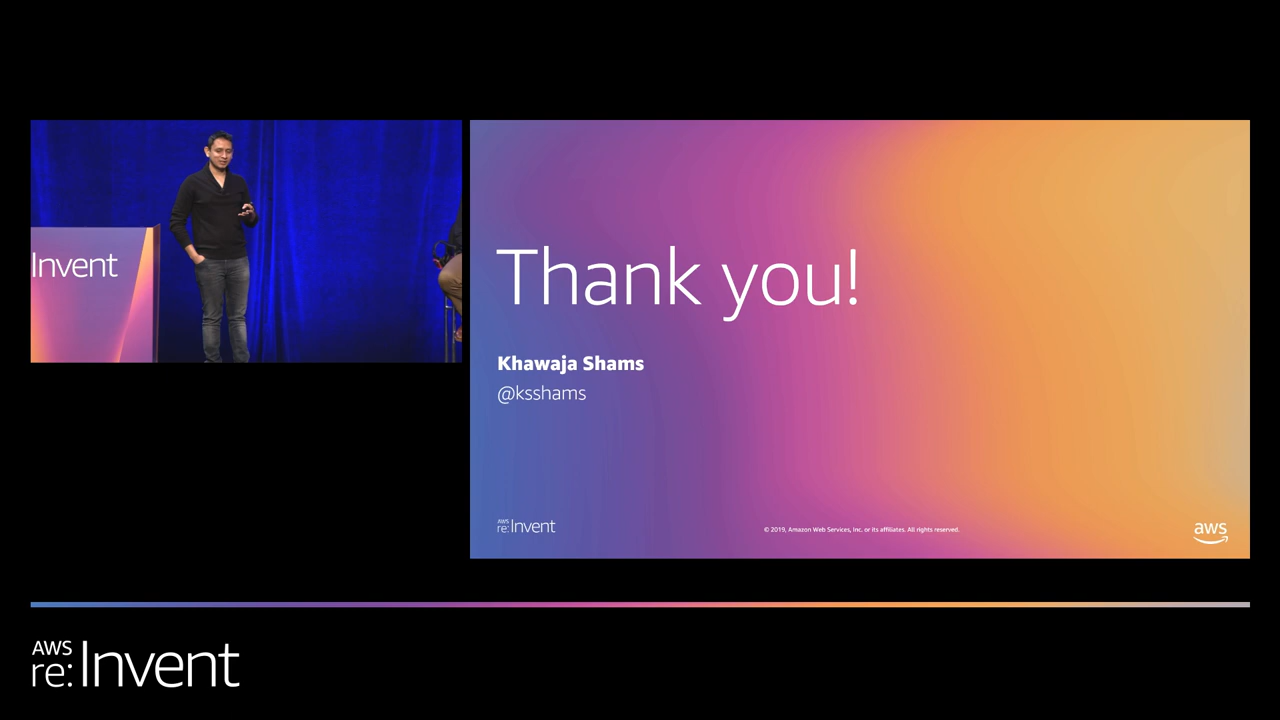 Invent
Thank you!
Khawaja Shams
@ksshams
AWS
re:Invent
© 2019, Amazon Web Services, Inc. or its affiliates. All rights reserved.
aws
AWS
re:Invent